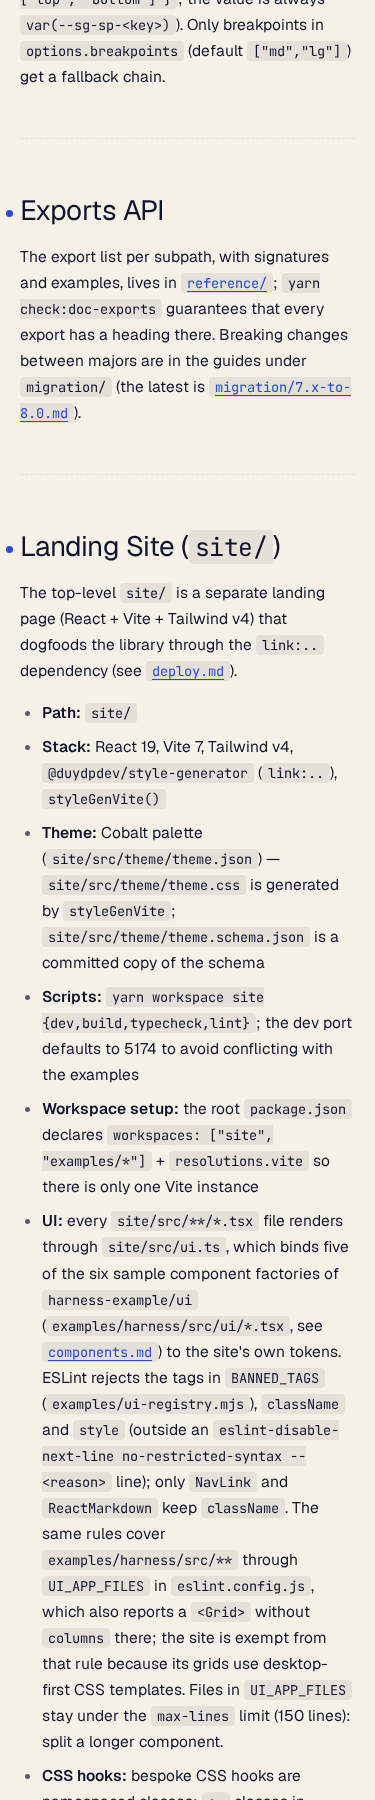 var(--sg-sp-<key>) ). Only breakpoints in
options.breakpoints (default ["md","lg"] )
get a fallback chain.
Exports API
The export list per subpath, with signatures
and examples, lives in reference/ ; yarn
check:doc-exports guarantees that every
export has a heading there. Breaking changes
between majors are in the guides under
migration/ (the latest is migration/7.x-to-
8.0.md ).
Landing Site ( site/ )
The top-level site/ is a separate landing
page (React + Vite + Tailwind v4) that
dogfoods the library through the link:..
dependency (see deploy.md ).
• Path: site/
• Stack: React 19, Vite 7, Tailwind v4,
@duydpdev/style-generator ( link:.. ),
styleGenVite()
• Theme: Cobalt palette
( site/src/theme/theme.json ) —
site/src/theme/theme.css is generated
by styleGenVite ;
site/src/theme/theme.schema.json is a
committed copy of the schema
• Scripts: yarn workspace site
{dev,build,typecheck,lint} ; the dev port
defaults to 5174 to avoid conflicting with
the examples
• Workspace setup: the root package.json
declares workspaces: ["site",
"examples/*"] + resolutions.vite so
there is only one Vite instance
• UI: every site/src/**/*.tsx file renders
through site/src/ui.ts , which binds five
of the six sample component factories of
harness-example/ui
( examples/harness/src/ui/*.tsx , see
components.md ) to the site's own tokens.
ESLint rejects the tags in BANNED_TAGS
( examples/ui-registry.mjs ), className
and style (outside an eslint-disable-
next-line no-restricted-syntax --
<reason> line); only NavLink and
ReactMarkdown keep className . The
same rules cover
examples/harness/src/** through
UI_APP_FILES in eslint.config.js ,
which also reports a <Grid> without
columns there; the site is exempt from
that rule because its grids use desktop-
first CSS templates. Files in UI_APP_FILES
stay under the max-lines limit (150 lines):
split a longer component.
• CSS hooks: bespoke CSS hooks are